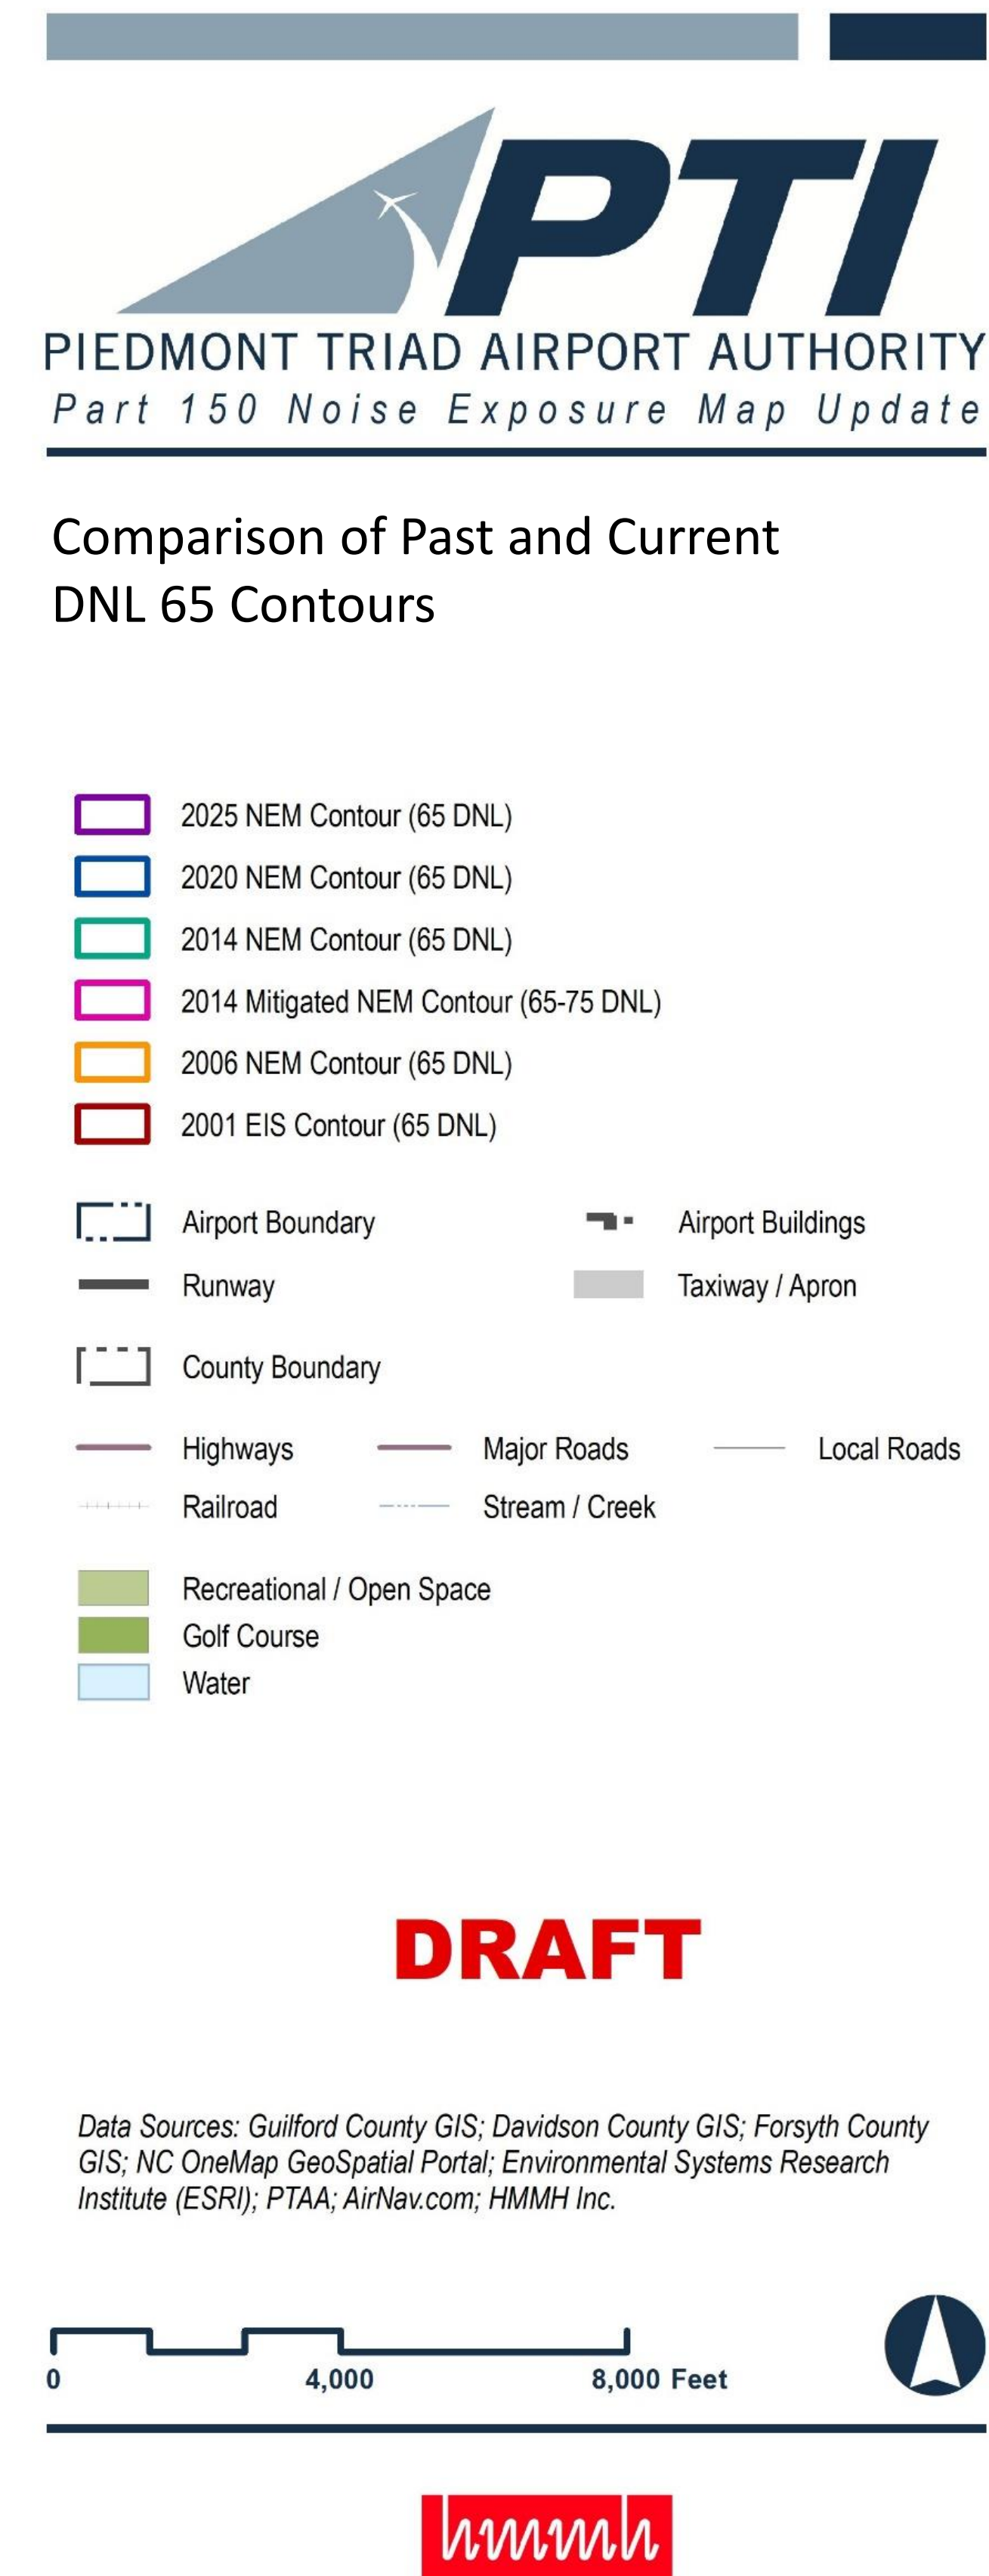 PTI
PIEDMONT TRIAD AIRPORT AUTHORITY
Part 150 Noise Exposure Map Update
Comparison of Past and Current
DNL 65 Contours
2025 NEM Contour (65 DNL)
2020 NEM Contour (65 DNL)
2014 NEM Contour (65 DNL)
2014 Mitigated NEM Contour (65-75 DNL)
2006 NEM Contour (65 DNL)
2001 EIS Contour (65 DNL)
Airport Boundary Airport Buildings
Runway Taxiway / Apron
County Boundary
Highways Major Roads Local Roads
Railroad Stream / Creek
Recreational / Open Space
Golf Course
Water
DRAFT
Data Sources: Guilford County GIS; Davidson County GIS; Forsyth County
GIS; NC OneMap GeoSpatial Portal; Environmental Systems Research
Institute (ESRI); PTAA; AirNav.com; HMMH Inc.
0 4,000 8,000 Feet
hmmh